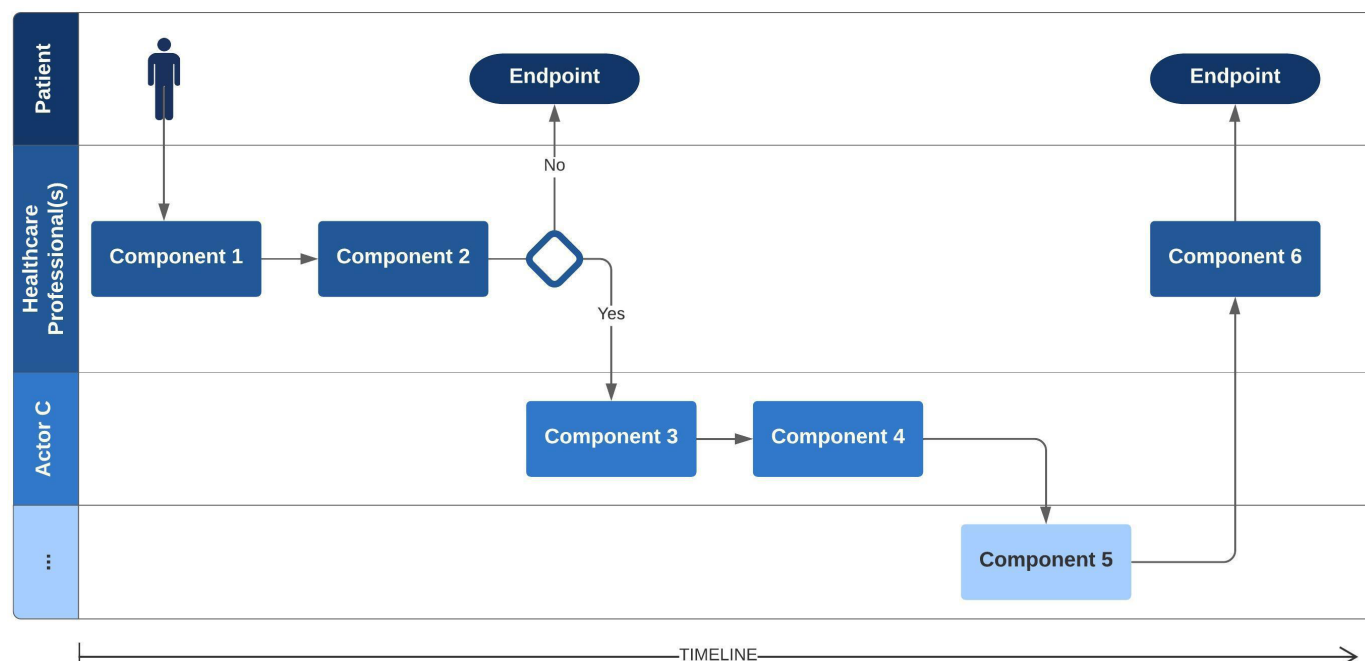 Patient
Endpoint
Endpoint
No
Healthcare
Professional(s)
Component 1
Component 2
Component 6
Yes
Actor C
Component 3
Component 4
...
Component 5
TIMELINE